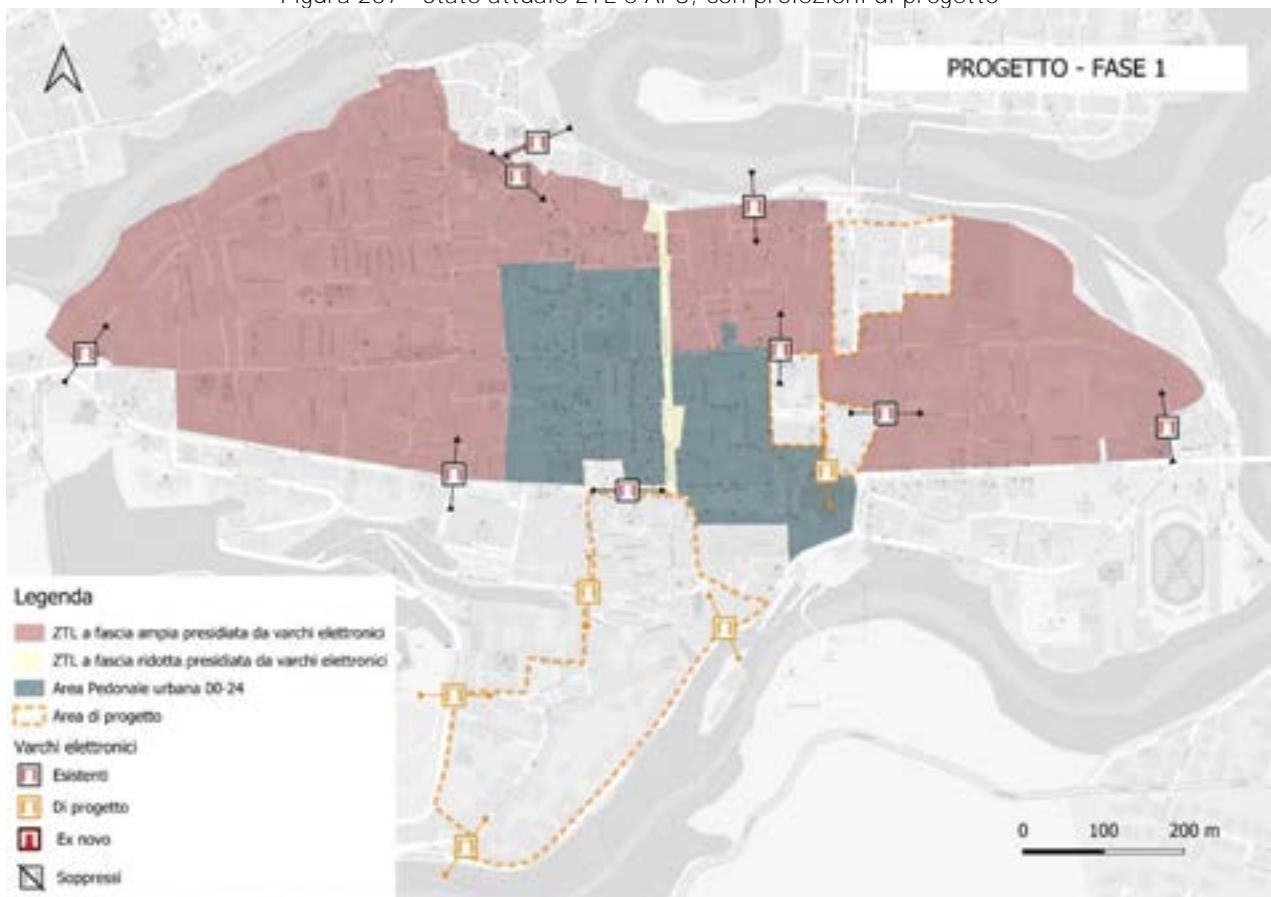 PROGETTO - FASE 1
Legenda
ZTL a fascia ampia presidiata da varchi elettronici
ZTL a fascia ridotta presidiata da varchi elettronici
Area Pedonale urbana 00-24
Area di progetto
Varchi elettronici
Esistenti
Di progetto
Ex novo
Soppressi
0 100 200 m